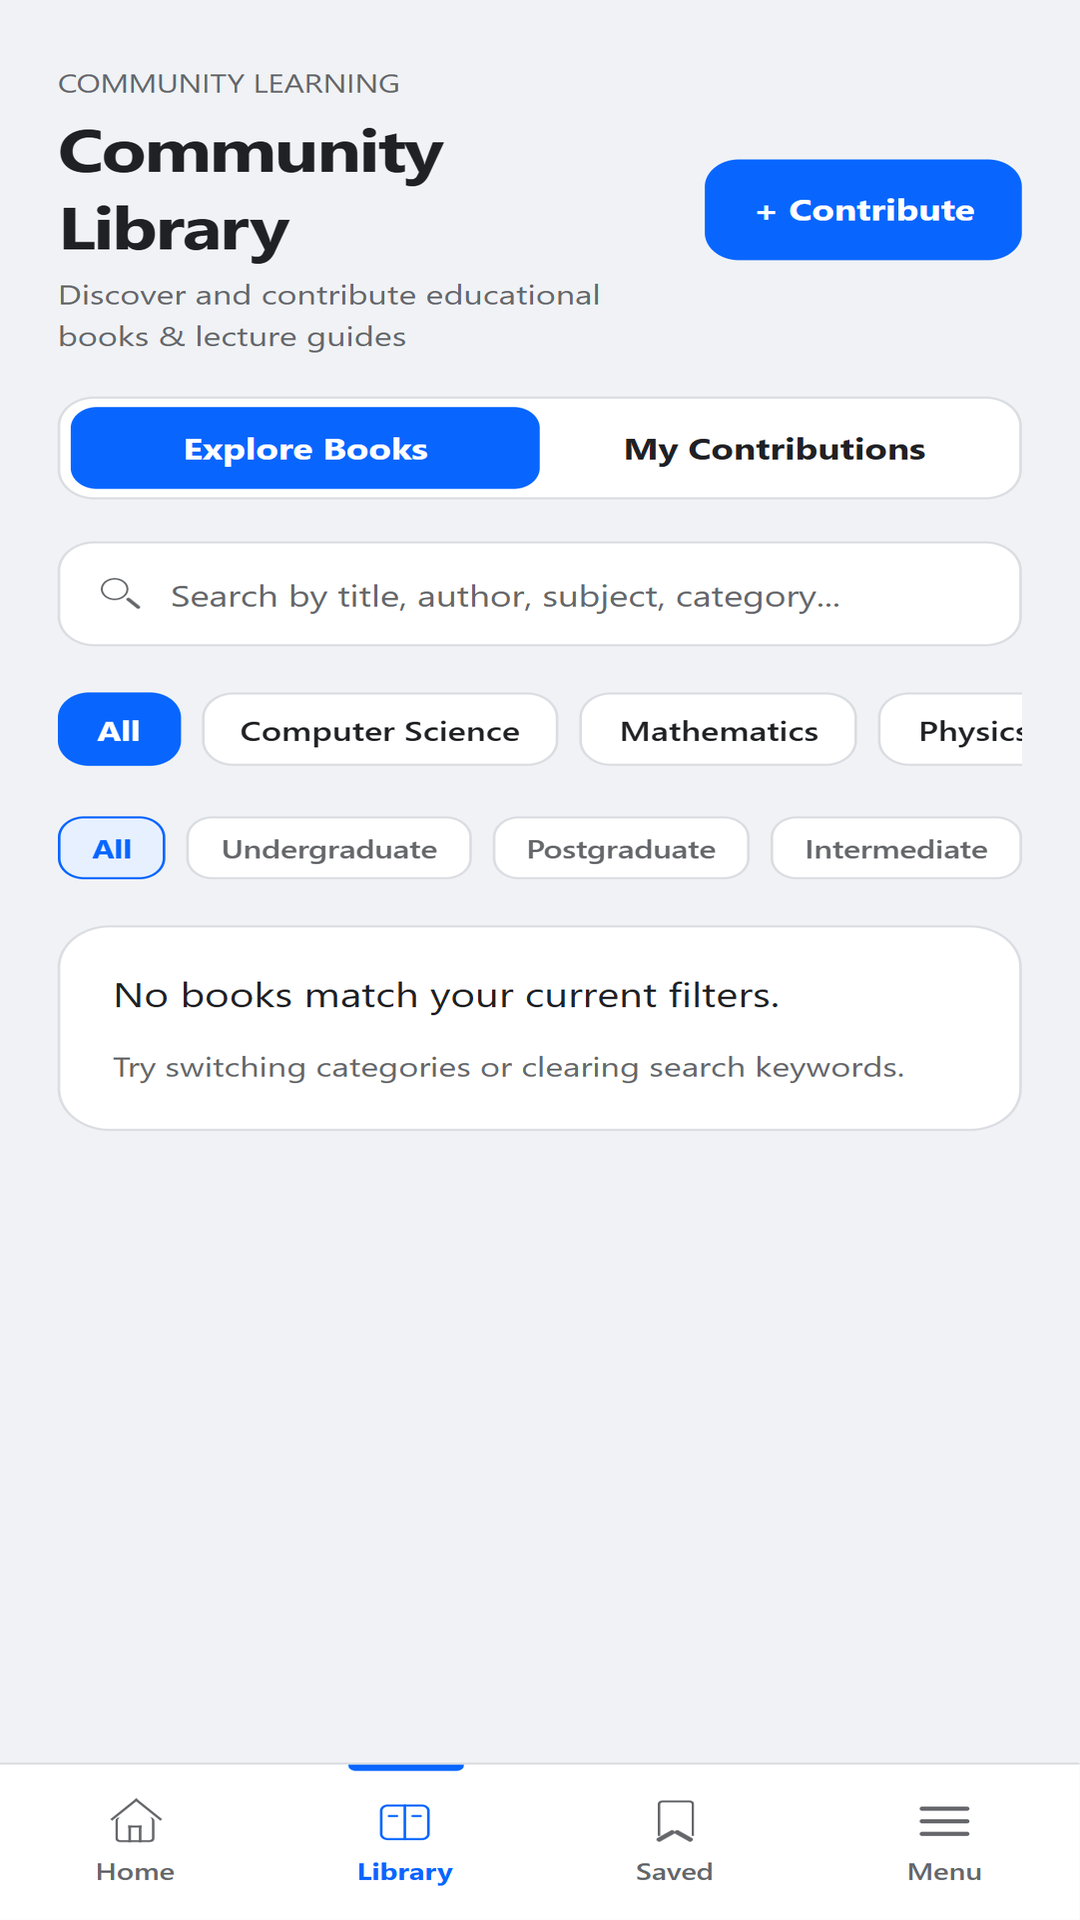 COMMUNITY LEARNING
Community
Library
+ Contribute
Discover and contribute educational
books & lecture guides
Explore Books
My Contributions
Search by title, author, subject, category...
All
Computer Science
Mathematics
Physics
All
Undergraduate
Postgraduate
Intermediate
No books match your current filters.
Try switching categories or clearing search keywords.
Home
Library
Saved
Menu